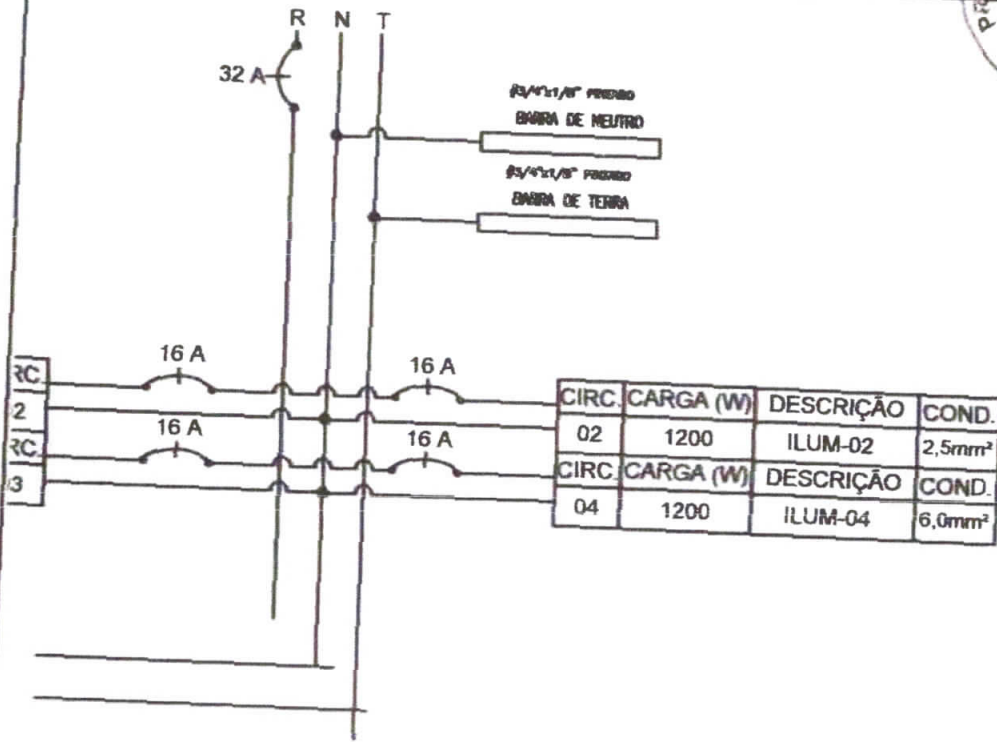 R N T
32 A
BARRA DE NEUTRO
BARRA DE TERRA
16 A
16 A
16 A
16 A
RC.
2
RC.
3
CIRC. CARGA (W) DESCRIÇÃO COND.
02 1200 ILUM-02 2,5mm²
CIRC. CARGA (W) DESCRIÇÃO COND.
04 1200 ILUM-04 6,0mm²